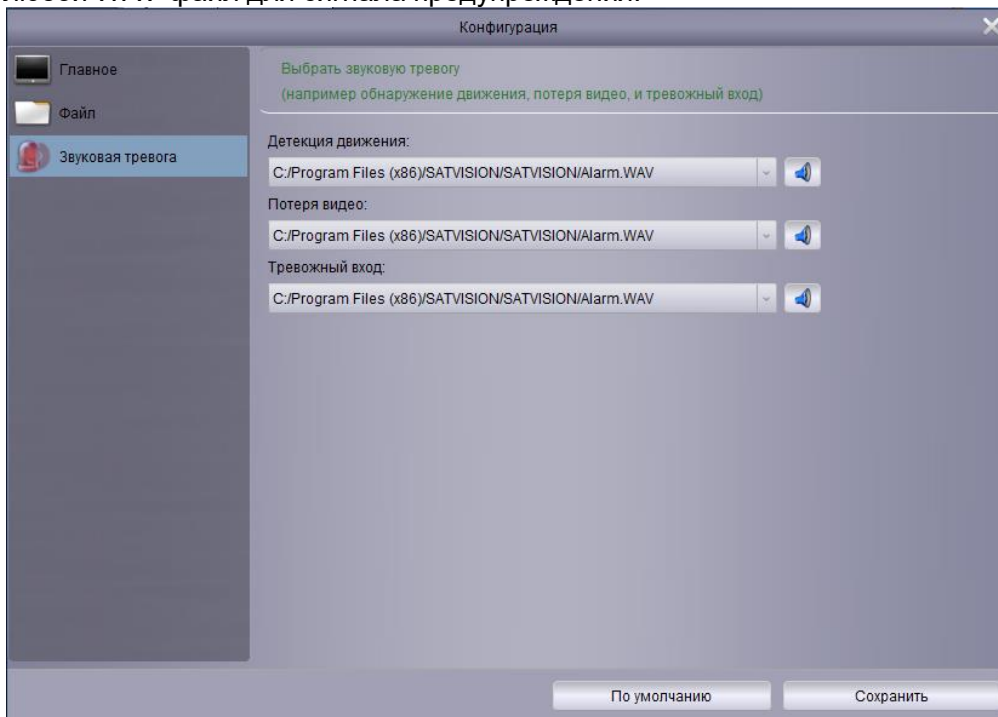 Конфигурация
Главное
Файл
Звуковая тревога
Выбрать звуковую тревогу
(например обнаружение движения, потеря видео, и тревожный вход)
Детекция движения:
C:/Program Files (x86)/SATVISION/SATVISION/Alarm.WAV
Потеря видео:
C:/Program Files (x86)/SATVISION/SATVISION/Alarm.WAV
Тревожный вход:
C:/Program Files (x86)/SATVISION/SATVISION/Alarm.WAV
По умолчанию
Сохранить